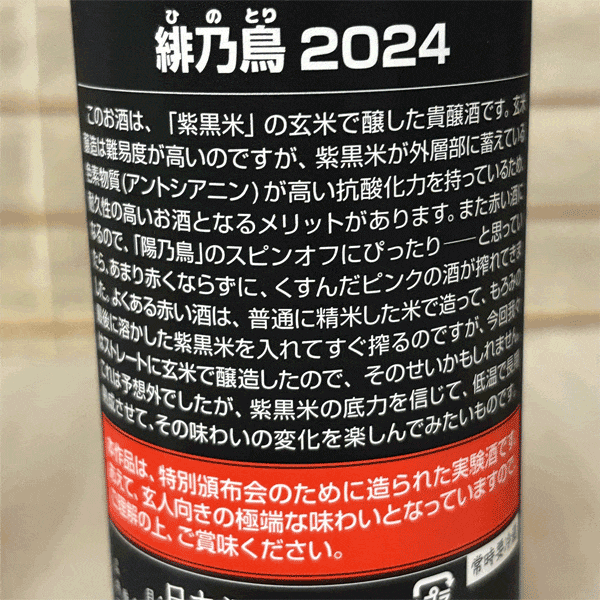 ひのとり
緋乃鳥 2024
このお酒は、「紫黒米」の玄米で醸した貴醸酒です。玄米
醸造は難易度が高いのですが、紫黒米が外層部に蓄えている
色素物質(アントシアニン)が高い抗酸化力を持っているため、
耐久性の高いお酒となるメリットがあります。また赤い酒に
なるので、「陽乃鳥」のスピンオフにぴったり──と思ってい
たら、あまり赤くならずに、くすんだピンクの酒が搾れてきま
した。よくある赤い酒は、普通に精米した米で造って、もろみの
最後に溶かした紫黒米を入れてすぐ搾るのですが、今回我々
はストレートに玄米で醸造したので、そのせいかもしれません。
これは予想外でしたが、紫黒米の底力を信じて、低温で長期
熟成させて、その味わいの変化を楽しんでみたいものです。
本作品は、特別頒布会のために造られた実験酒です。
あえて、玄人向きの極端な味わいとなっていますので、
ご理解の上、ご賞味ください。
常時要冷
プラ